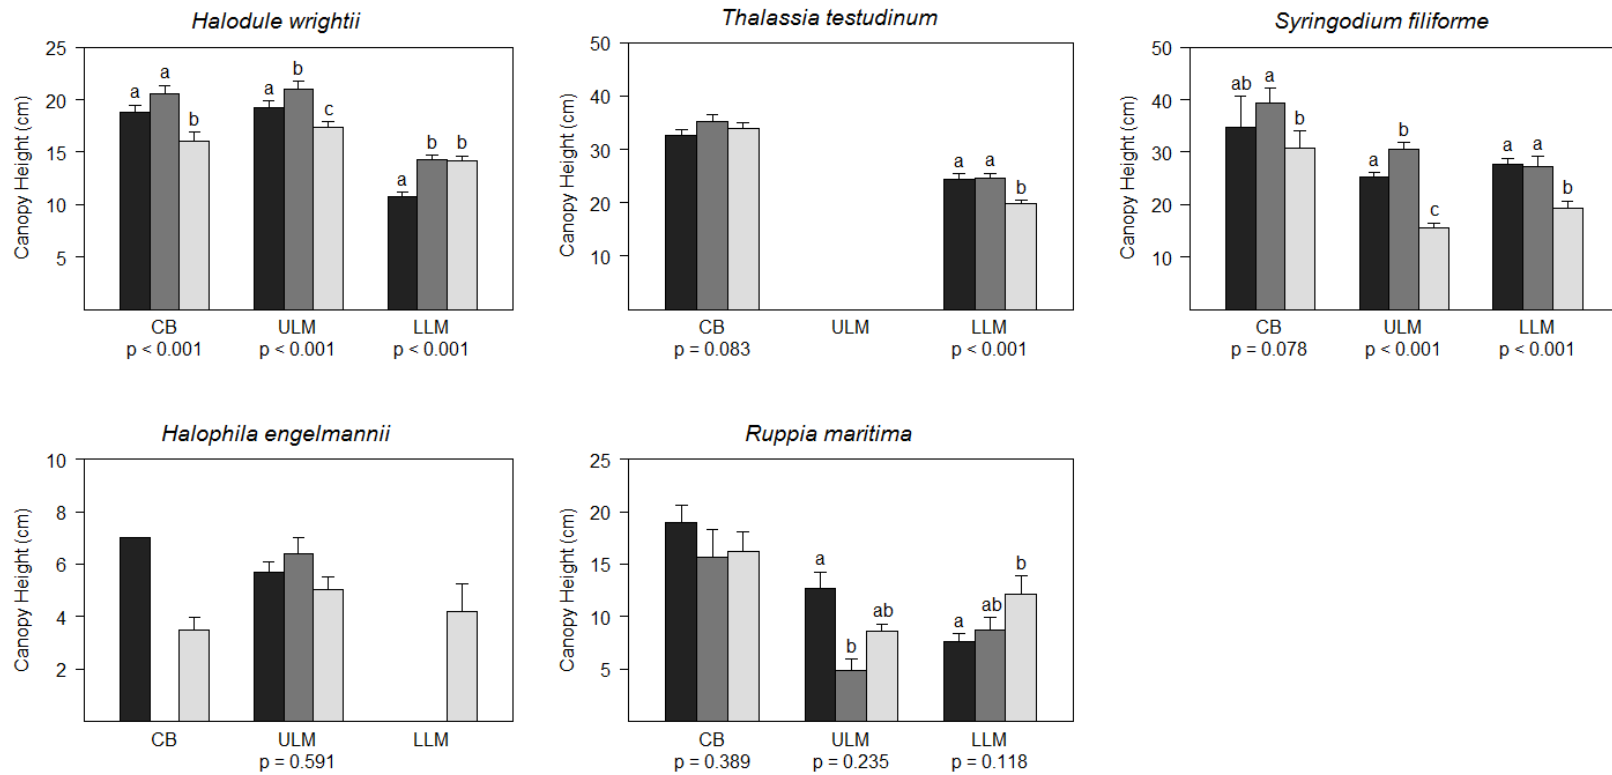 Halodule wrightii
Canopy Height (cm)
25
20
15
10
5
a
a
b
a
b
c
a
b
b
CB
ULM
LLM
p < 0.001
p < 0.001
p < 0.001
Thalassia testudinum
Canopy Height (cm)
50
40
30
20
10
a
a
b
CB
ULM
LLM
p = 0.083
p < 0.001
Syringodium filiforme
Canopy Height (cm)
50
40
30
20
10
ab
a
b
a
b
c
a
a
b
CB
ULM
LLM
p = 0.078
p < 0.001
p < 0.001
Halophila engelmannii
Canopy Height (cm)
10
8
6
4
2
CB
ULM
LLM
p = 0.591
Ruppia maritima
Canopy Height (cm)
25
20
15
10
5
a
b
ab
a
ab
b
CB
ULM
LLM
p = 0.389
p = 0.235
p = 0.118